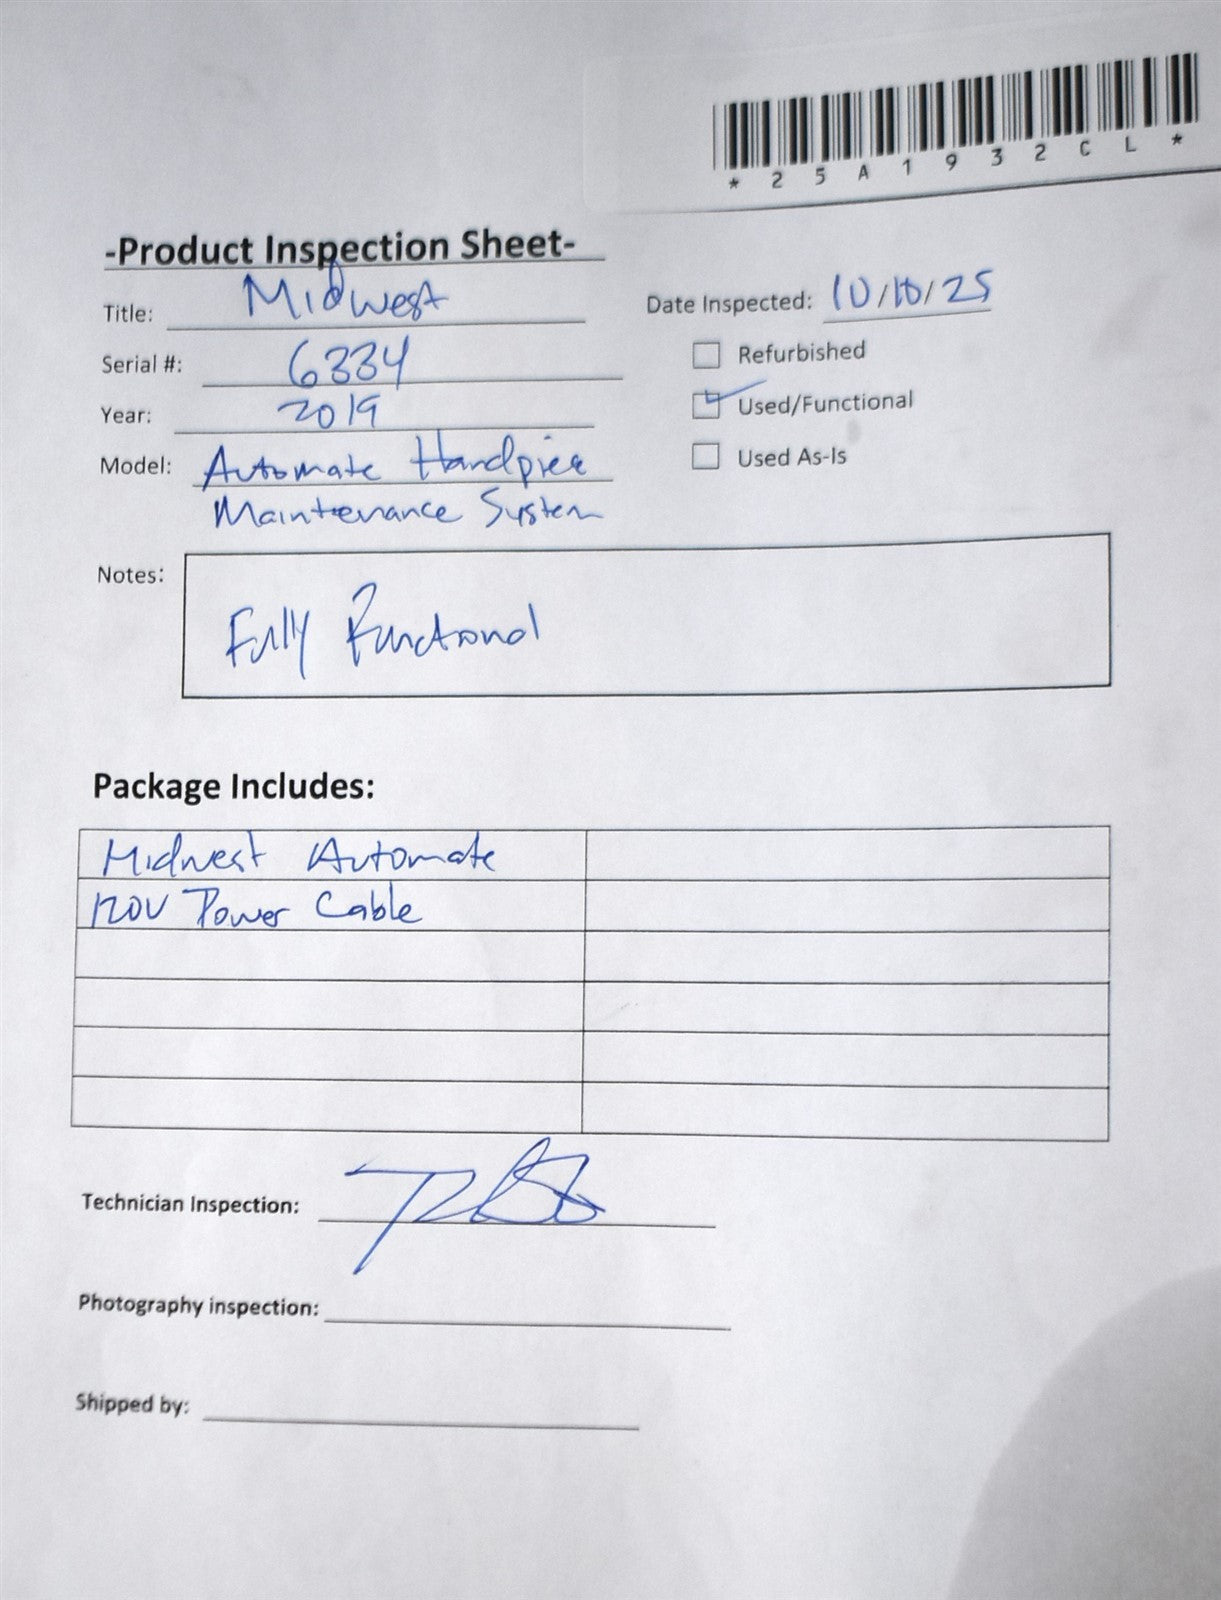 *25A1932CL*
-Product Inspection Sheet-
Title: Midwest
Date Inspected: 10/10/25
Serial #: 6334
Refurbished
Year: 2019
Used/Functional
Model: Automate Handpiece
Used As-Is
Maintenance System
Notes:
Fully Functional
Package Includes:
Midwest Automate
120V Power Cable
Technician Inspection:
Photography inspection:
Shipped by: